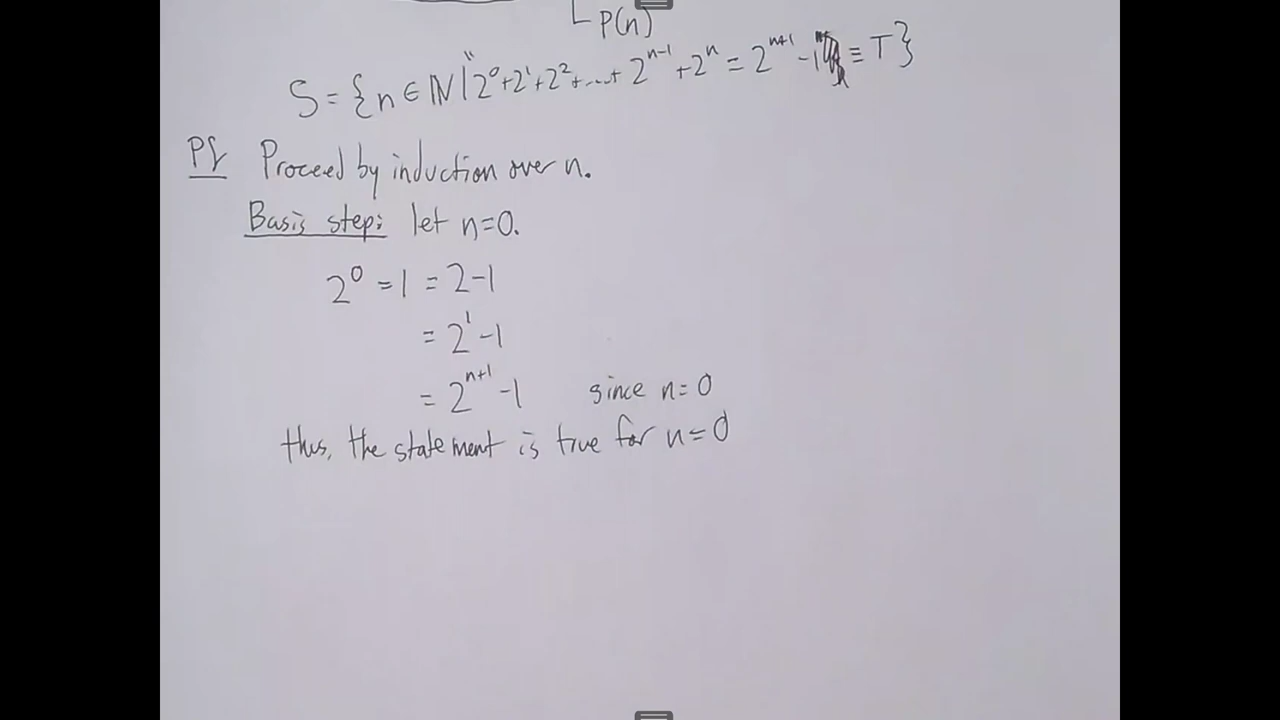 P(n)
S = {n ∈ ℕ | "2⁰+2¹+2²+....+ 2ⁿ⁻¹ +2ⁿ = 2ⁿ⁺¹ -1" ≡ T}
Pf Proceed by induction over n.
Basis step: let n=0.
2⁰ = 1 = 2-1
= 2¹ -1
= 2ⁿ⁺¹ -1 since n=0
thus, the statement is true for n=0